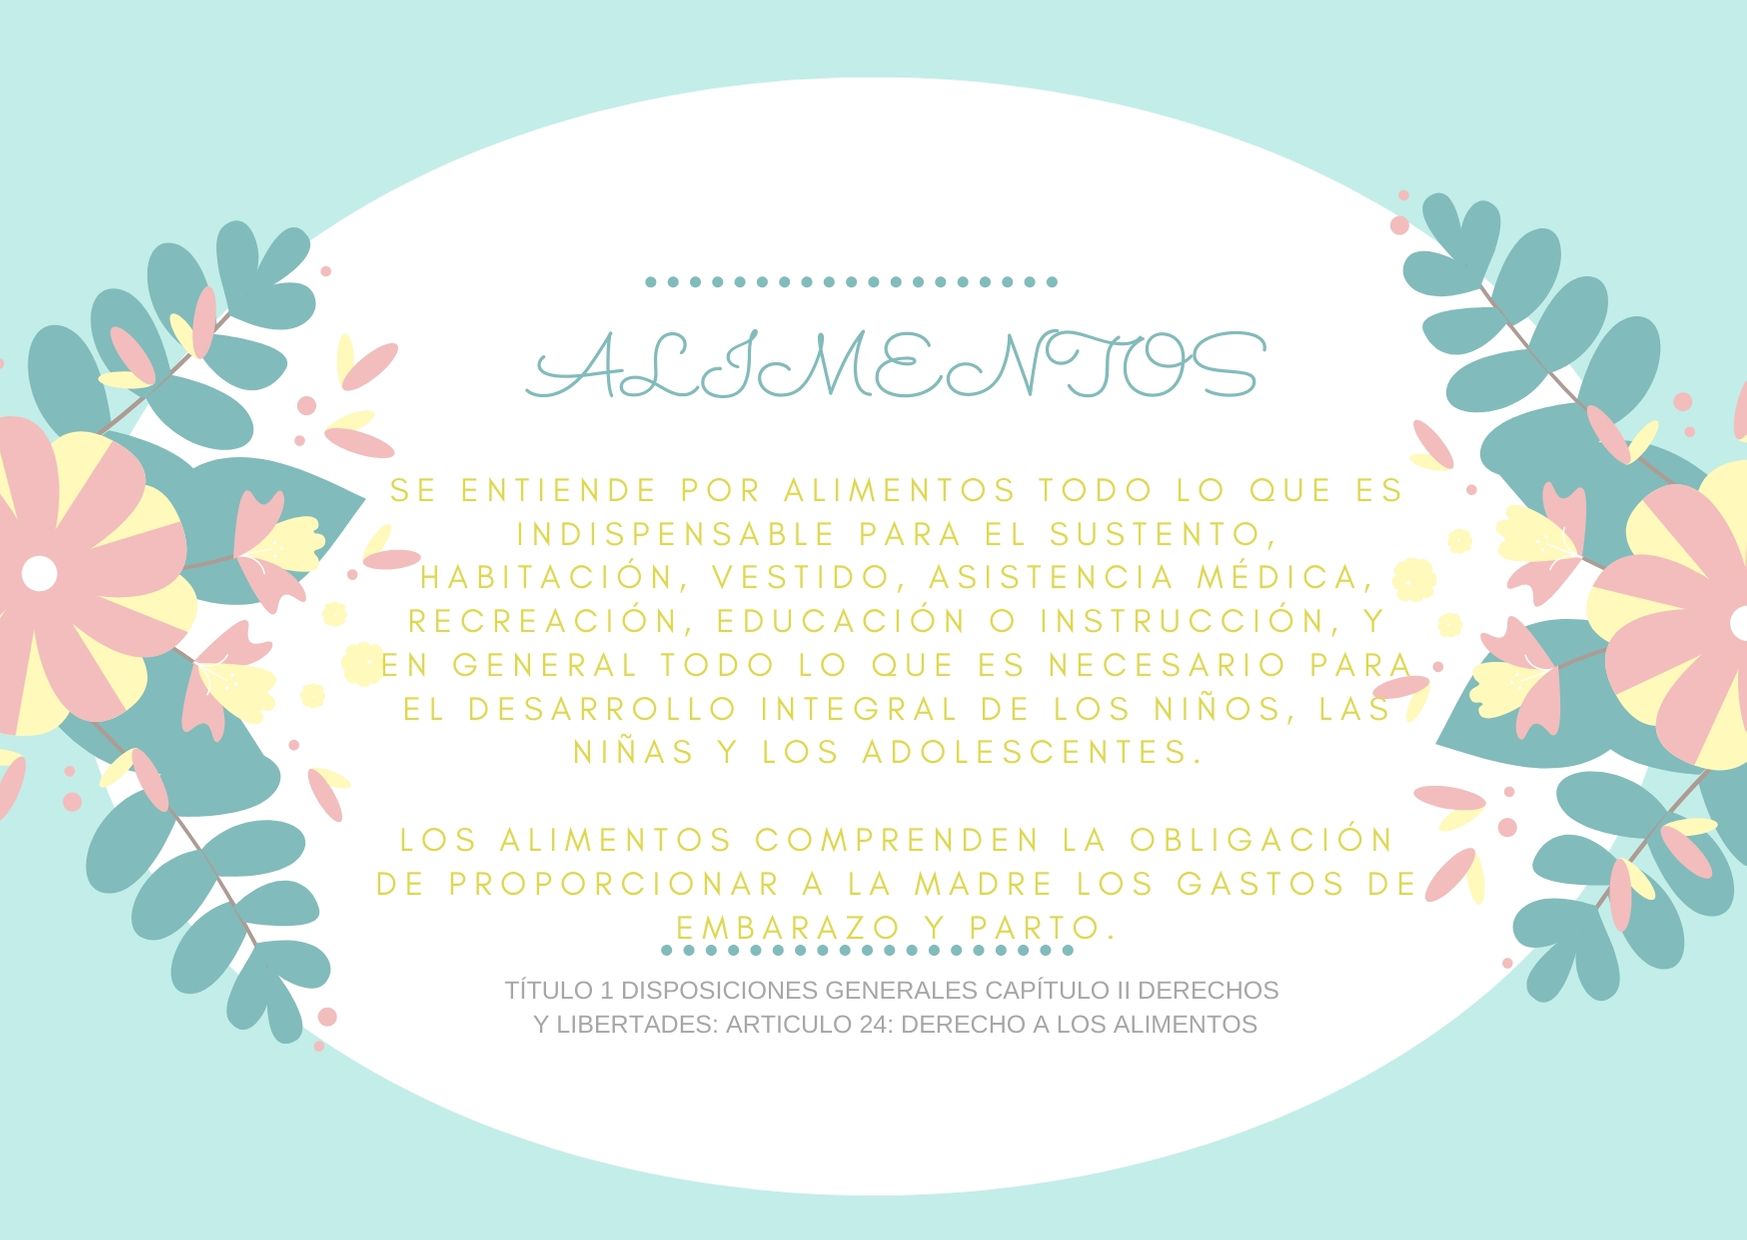 ALIMENTOS
SE ENTIENDE POR ALIMENTOS TODO LO QUE ES
INDISPENSABLE PARA EL SUSTENTO,
HABITACIÓN, VESTIDO, ASISTENCIA MÉDICA,
RECREACIÓN, EDUCACIÓN O INSTRUCCIÓN, Y
EN GENERAL TODO LO QUE ES NECESARIO PARA
EL DESARROLLO INTEGRAL DE LOS NIÑOS, LAS
NIÑAS Y LOS ADOLESCENTES.
LOS ALIMENTOS COMPRENDEN LA OBLIGACIÓN
DE PROPORCIONAR A LA MADRE LOS GASTOS DE
EMBARAZO Y PARTO.
TÍTULO 1 DISPOSICIONES GENERALES CAPÍTULO II DERECHOS
Y LIBERTADES: ARTICULO 24: DERECHO A LOS ALIMENTOS